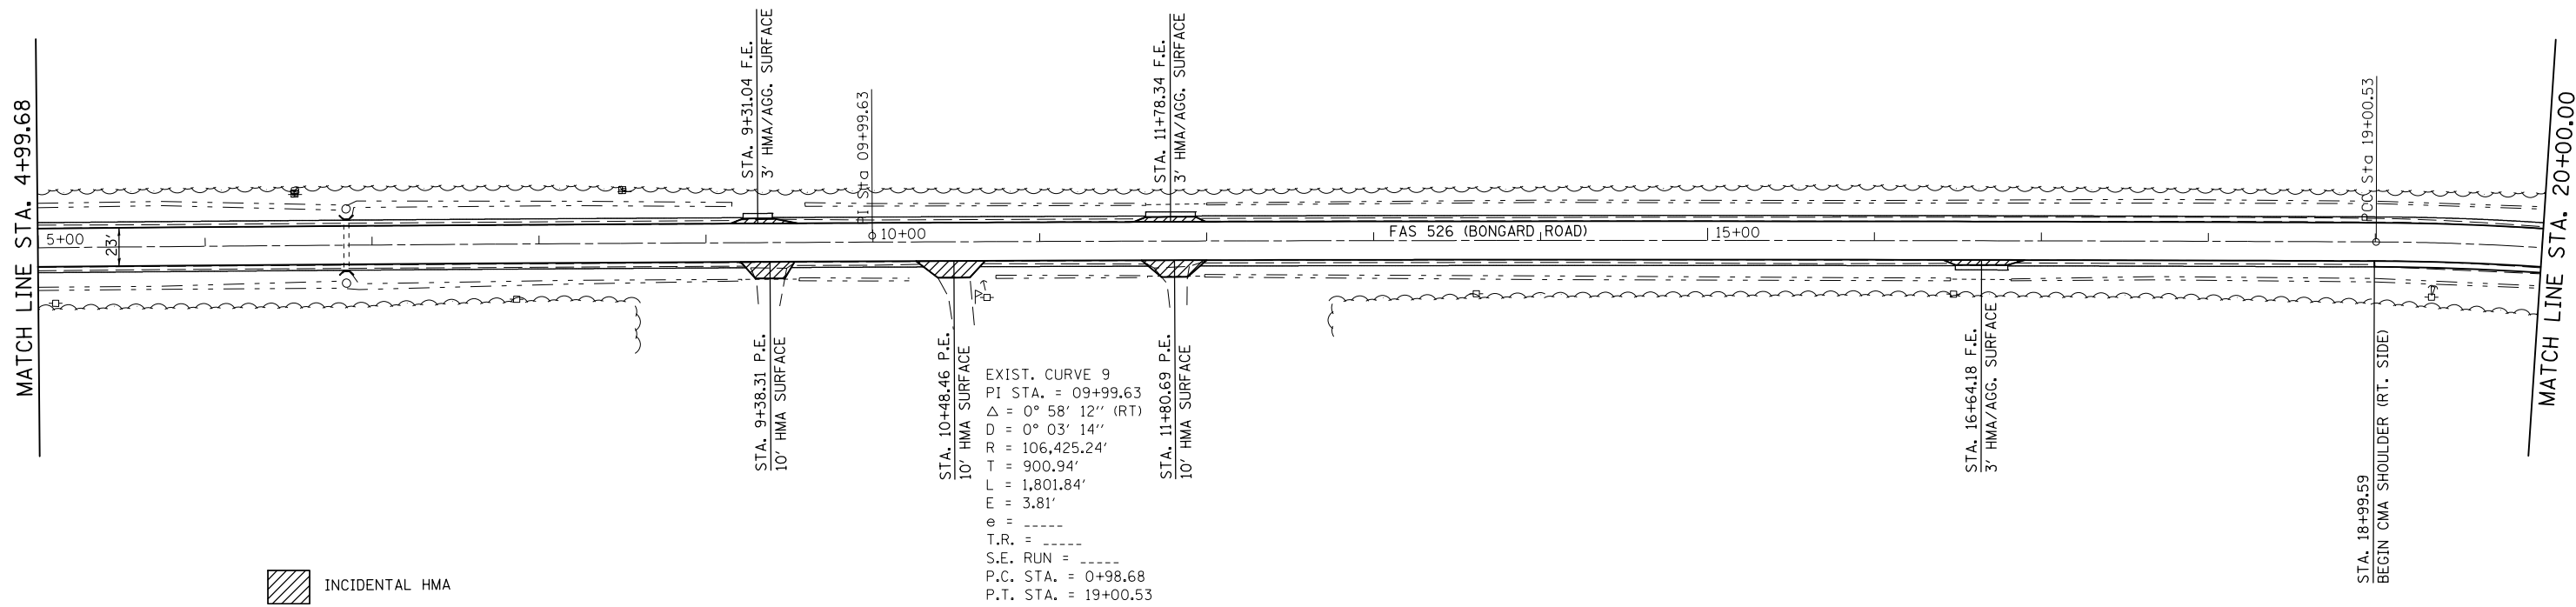 MATCH LINE STA. 4+99.68
5+00
23'
STA. 9+31.04 F.E.
3' HMA/AGG. SURFACE
PI Sta 09+99.63
10+00
STA. 11+78.34 F.E.
3' HMA/AGG. SURFACE
FAS 526 (BONGARD ROAD)
15+00
PCC Sta 19+00.53
MATCH LINE STA. 20+00.00
STA. 9+38.31 P.E.
10' HMA SURFACE
STA. 10+48.46 P.E.
10' HMA SURFACE
EXIST. CURVE 9
PI STA. = 09+99.63
Δ = 0° 58' 12'' (RT)
D = 0° 03' 14''
R = 106,425.24'
T = 900.94'
L = 1,801.84'
E = 3.81'
e = _____
T.R. = _____
S.E. RUN = _____
P.C. STA. = 0+98.68
P.T. STA. = 19+00.53
STA. 11+80.69 P.E.
10' HMA SURFACE
STA. 16+64.18 F.E.
3' HMA/AGG. SURFACE
STA. 18+99.59
BEGIN CMA SHOULDER (RT. SIDE)
INCIDENTAL HMA